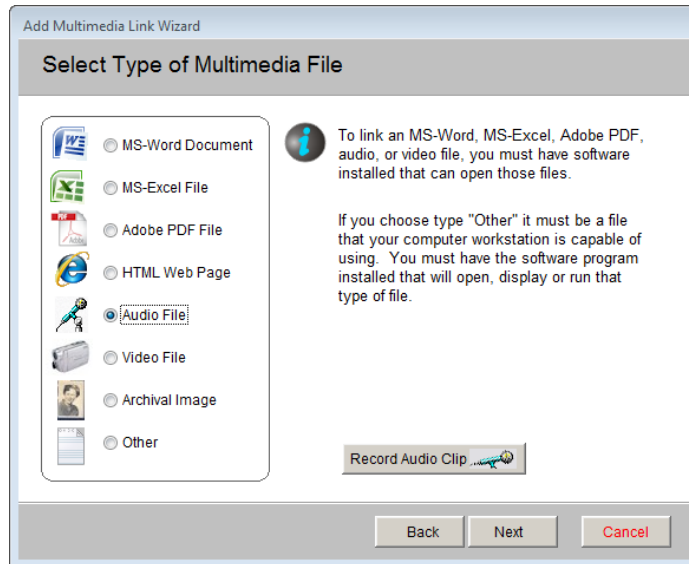 Add Multimedia Link Wizard
Select Type of Multimedia File
MS-Word Document
MS-Excel File
Adobe PDF File
HTML Web Page
Audio File
Video File
Archival Image
Other
To link an MS-Word, MS-Excel, Adobe PDF,
audio, or video file, you must have software
installed that can open those files.
If you choose type "Other" it must be a file
that your computer workstation is capable of
using. You must have the software program
installed that will open, display or run that
type of file.
Record Audio Clip
Back
Next
Cancel